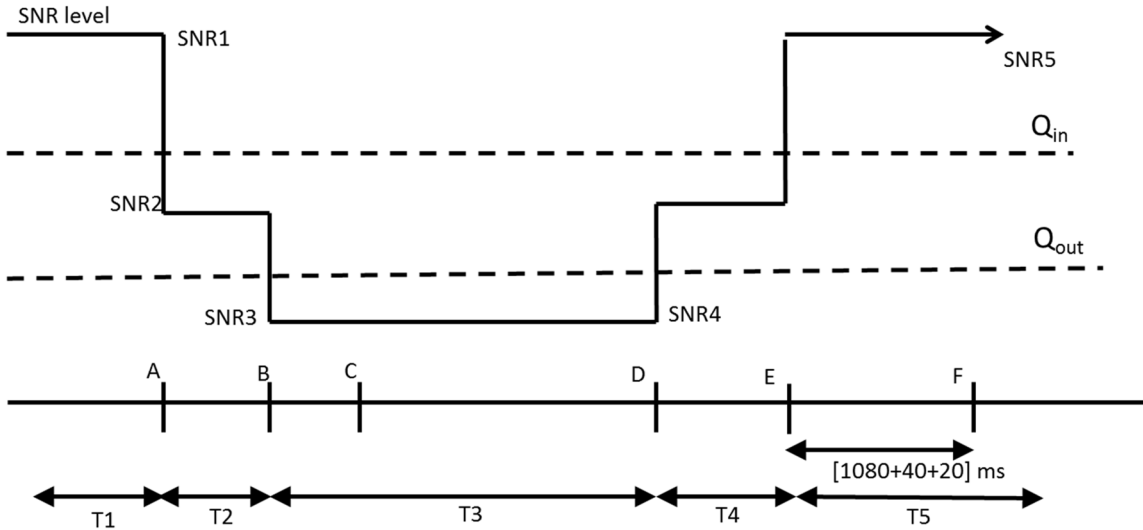 SNR level
SNR1
SNR5
Qin
SNR2
Qout
SNR3
SNR4
A
B
C
D
E
F
[1080+40+20] ms
T1
T2
T3
T4
T5